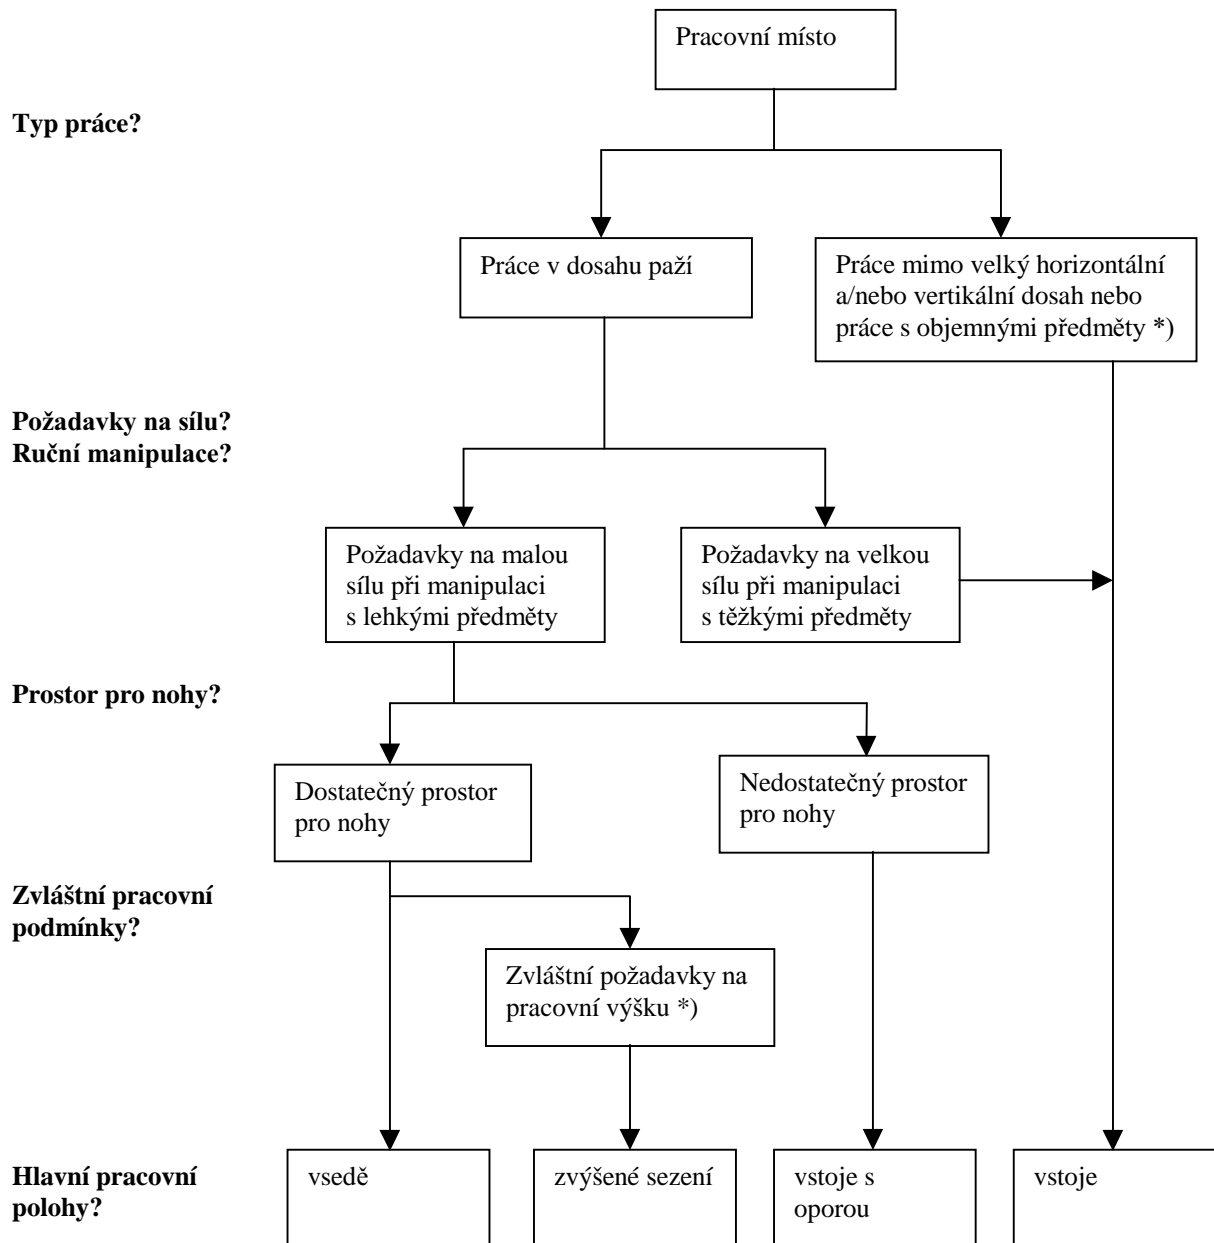 Pracovní místo
Typ práce?
Práce v dosahu paží
Práce mimo velký horizontální
a/nebo vertikální dosah nebo
práce s objemnými předměty *)
Požadavky na sílu?
Ruční manipulace?
Požadavky na malou
sílu při manipulaci
s lehkými předměty
Požadavky na velkou
sílu při manipulaci
s těžkými předměty
Prostor pro nohy?
Dostatečný prostor
pro nohy
Nedostatečný prostor
pro nohy
Zvláštní pracovní
podmínky?
Zvláštní požadavky na
pracovní výšku *)
Hlavní pracovní
polohy?
vsedě
zvýšené sezení
vstoje s
oporou
vstoje